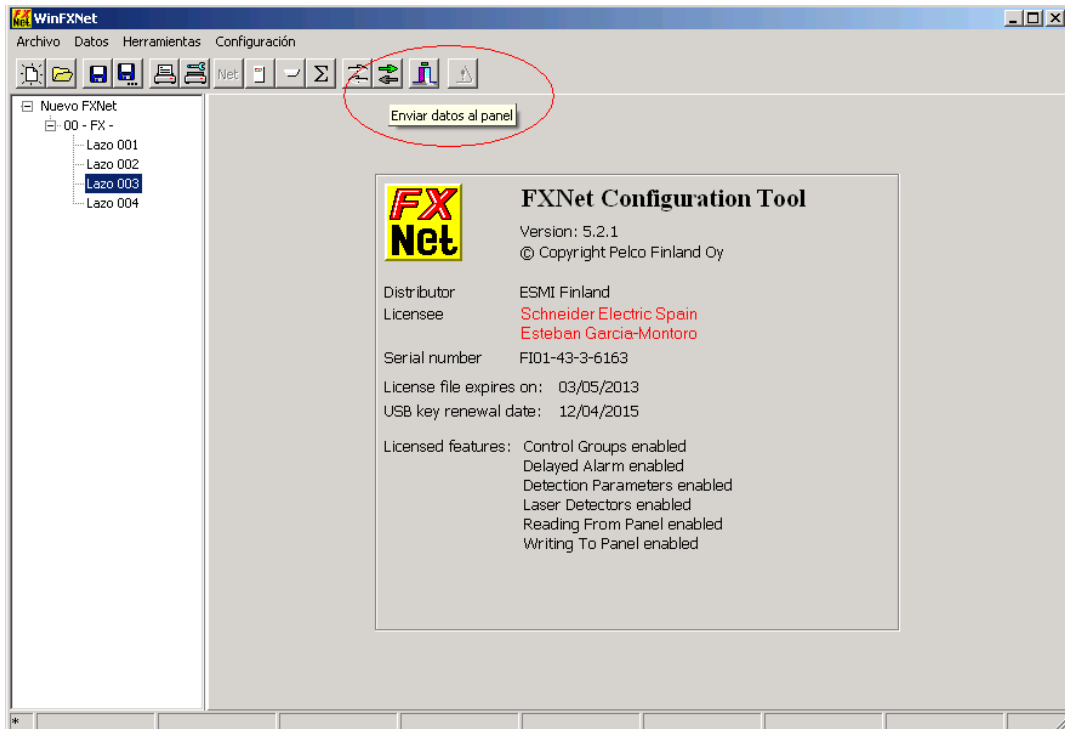 WinFXNet
Archivo Datos Herramientas Configuración
Net Σ
Enviar datos al panel
Nuevo FXNet
00 - FX -
Lazo 001
Lazo 002
Lazo 003
Lazo 004
FX
Net
FXNet Configuration Tool
Version: 5.2.1
© Copyright Pelco Finland Oy
Distributor ESMI Finland
Licensee Schneider Electric Spain
Esteban Garcia-Montoro
Serial number FI01-43-3-6163
License file expires on: 03/05/2013
USB key renewal date: 12/04/2015
Licensed features: Control Groups enabled
Delayed Alarm enabled
Detection Parameters enabled
Laser Detectors enabled
Reading From Panel enabled
Writing To Panel enabled
*